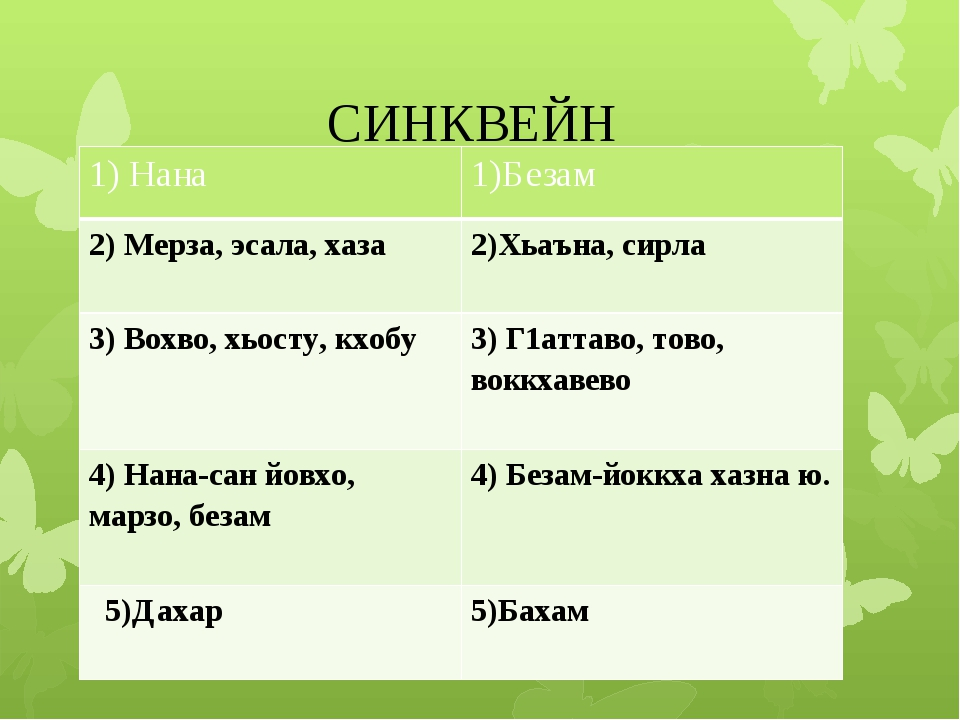 СИНКВЕЙН
1) Нана
1)Безам
2) Мерза, эсала, хаза
2)Хьаъна, сирла
3) Вохво, хьосту, кхобу
3) Г1аттаво, тово,
воккхавево
4) Нана-сан йовхо,
марзо, безам
4) Безам-йоккха хазна ю.
5)Дахар
5)Бахам